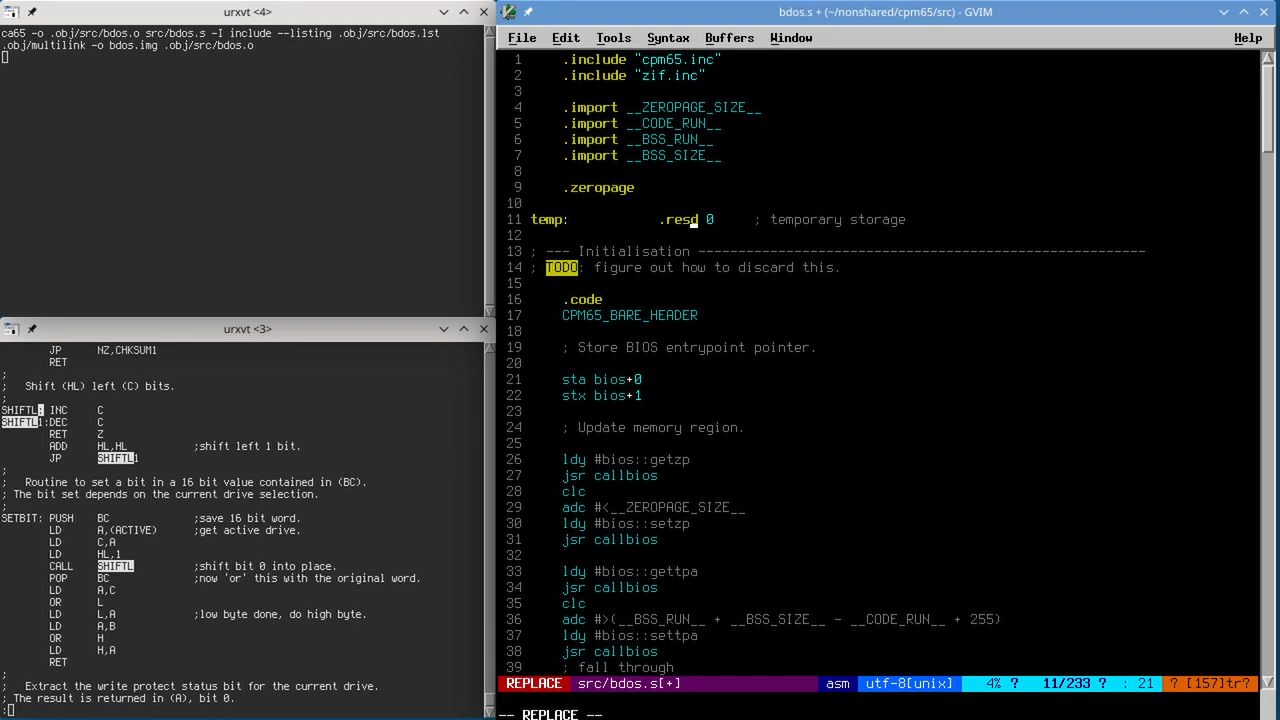 urxvt <4>
ca65 -o .obj/src/bdos.o src/bdos.s -I include --listing .obj/src/bdos.lst
.obj/multilink -o bdos.img .obj/src/bdos.o
urxvt <3>
JP NZ,CHKSUM1
RET
;
; Shift (HL) left (C) bits.
;
SHIFTL: INC C
SHIFTL1:DEC C
RET Z
ADD HL,HL ;shift left 1 bit.
JP SHIFTL1
;
; Routine to set a bit in a 16 bit value contained in (BC).
; The bit set depends on the current drive selection.
;
SETBIT: PUSH BC ;save 16 bit word.
LD A,(ACTIVE) ;get active drive.
LD C,A
LD HL,1
CALL SHIFTL ;shift bit 0 into place.
POP BC ;now 'or' this with the original word.
LD A,C
OR L
LD L,A ;low byte done, do high byte.
LD A,B
OR H
LD H,A
RET
;
; Extract the write protect status bit for the current drive.
; The result is returned in (A), bit 0.
:
bdos.s + (~/nonshared/cpm65/src) - GVIM
File Edit Tools Syntax Buffers Window Help
1 .include "cpm65.inc"
2 .include "zif.inc"
3
4 .import __ZEROPAGE_SIZE__
5 .import __CODE_RUN__
6 .import __BSS_RUN__
7 .import __BSS_SIZE__
8
9 .zeropage
10
11 temp: .resd 0 ; temporary storage
12
13 ; --- Initialisation --------------------------------------------------------
14 ; TODO: figure out how to discard this.
15
16 .code
17 CPM65_BARE_HEADER
18
19 ; Store BIOS entrypoint pointer.
20
21 sta bios+0
22 stx bios+1
23
24 ; Update memory region.
25
26 ldy #bios::getzp
27 jsr callbios
28 clc
29 adc #<__ZEROPAGE_SIZE__
30 ldy #bios::setzp
31 jsr callbios
32
33 ldy #bios::gettpa
34 jsr callbios
35 clc
36 adc #>(__BSS_RUN__ + __BSS_SIZE__ - __CODE_RUN__ + 255)
37 ldy #bios::settpa
38 jsr callbios
39 ; fall through
REPLACE src/bdos.s[+] asm utf-8[unix] 4% ? 11/233 ? : 21 ? [157]tr?
-- REPLACE --